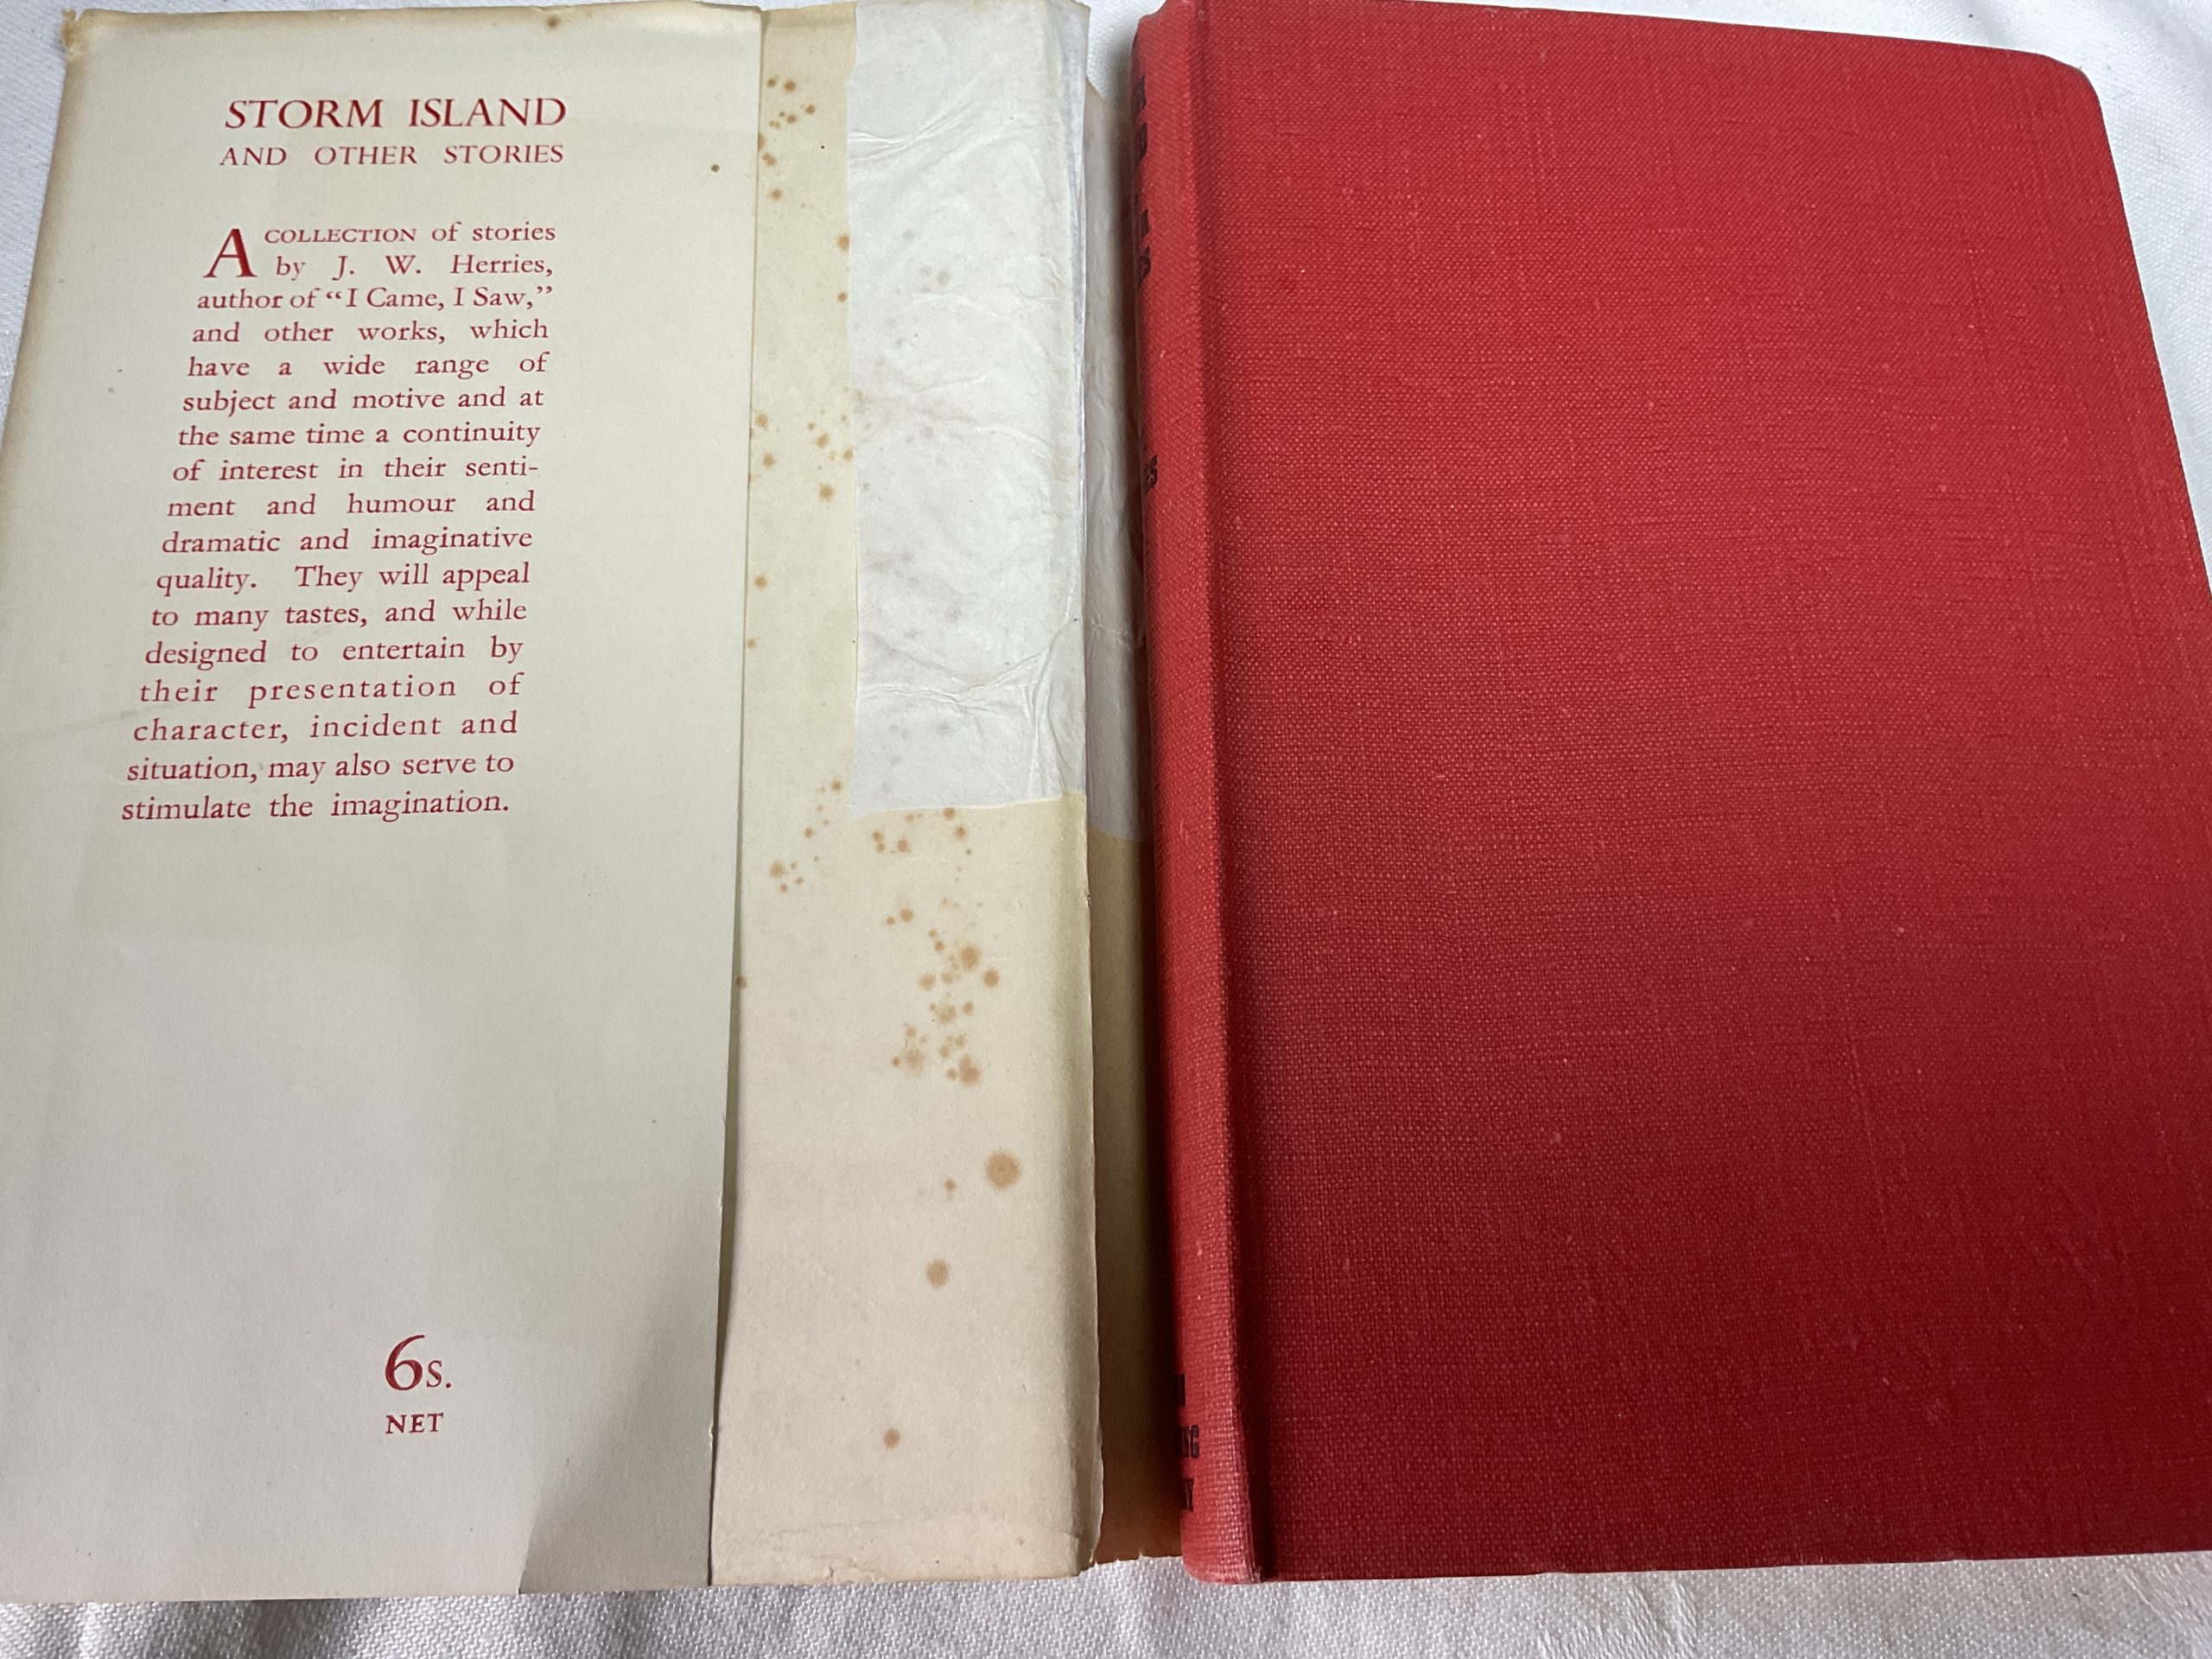 STORM ISLAND
AND OTHER STORIES
A COLLECTION of stories
by J. W. Herries,
author of “I Came, I Saw,”
and other works, which
have a wide range of
subject and motive and at
the same time a continuity
of interest in their senti-
ment and humour and
dramatic and imaginative
quality. They will appeal
to many tastes, and while
designed to entertain by
their presentation of
character, incident and
situation, may also serve to
stimulate the imagination.
6s.
NET